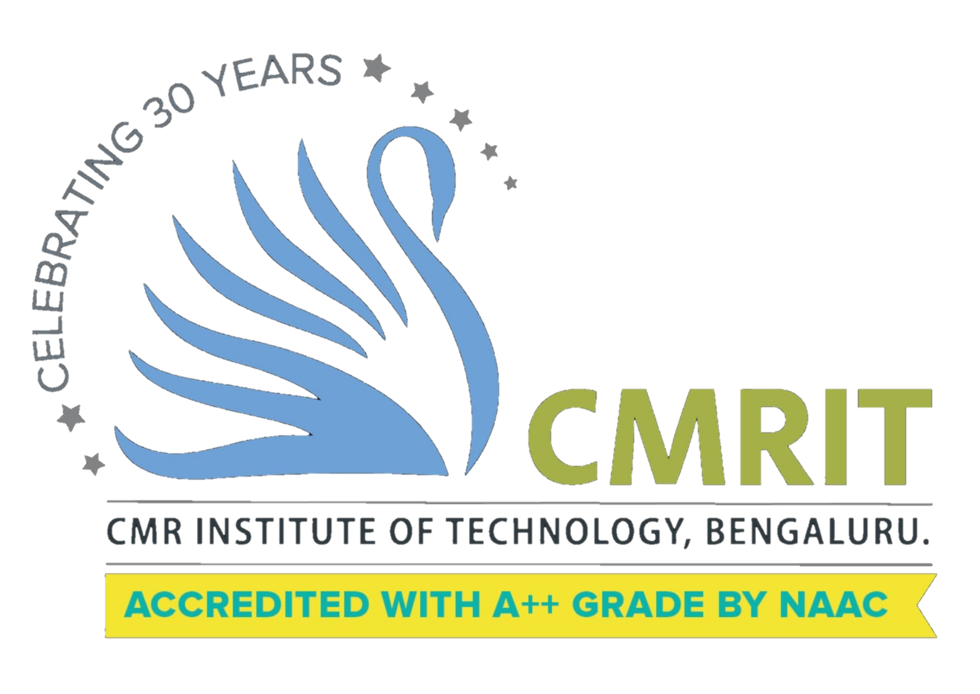 CELEBRATING 30 YEARS
CMRIT
CMR INSTITUTE OF TECHNOLOGY, BENGALURU.
ACCREDITED WITH A++ GRADE BY NAAC